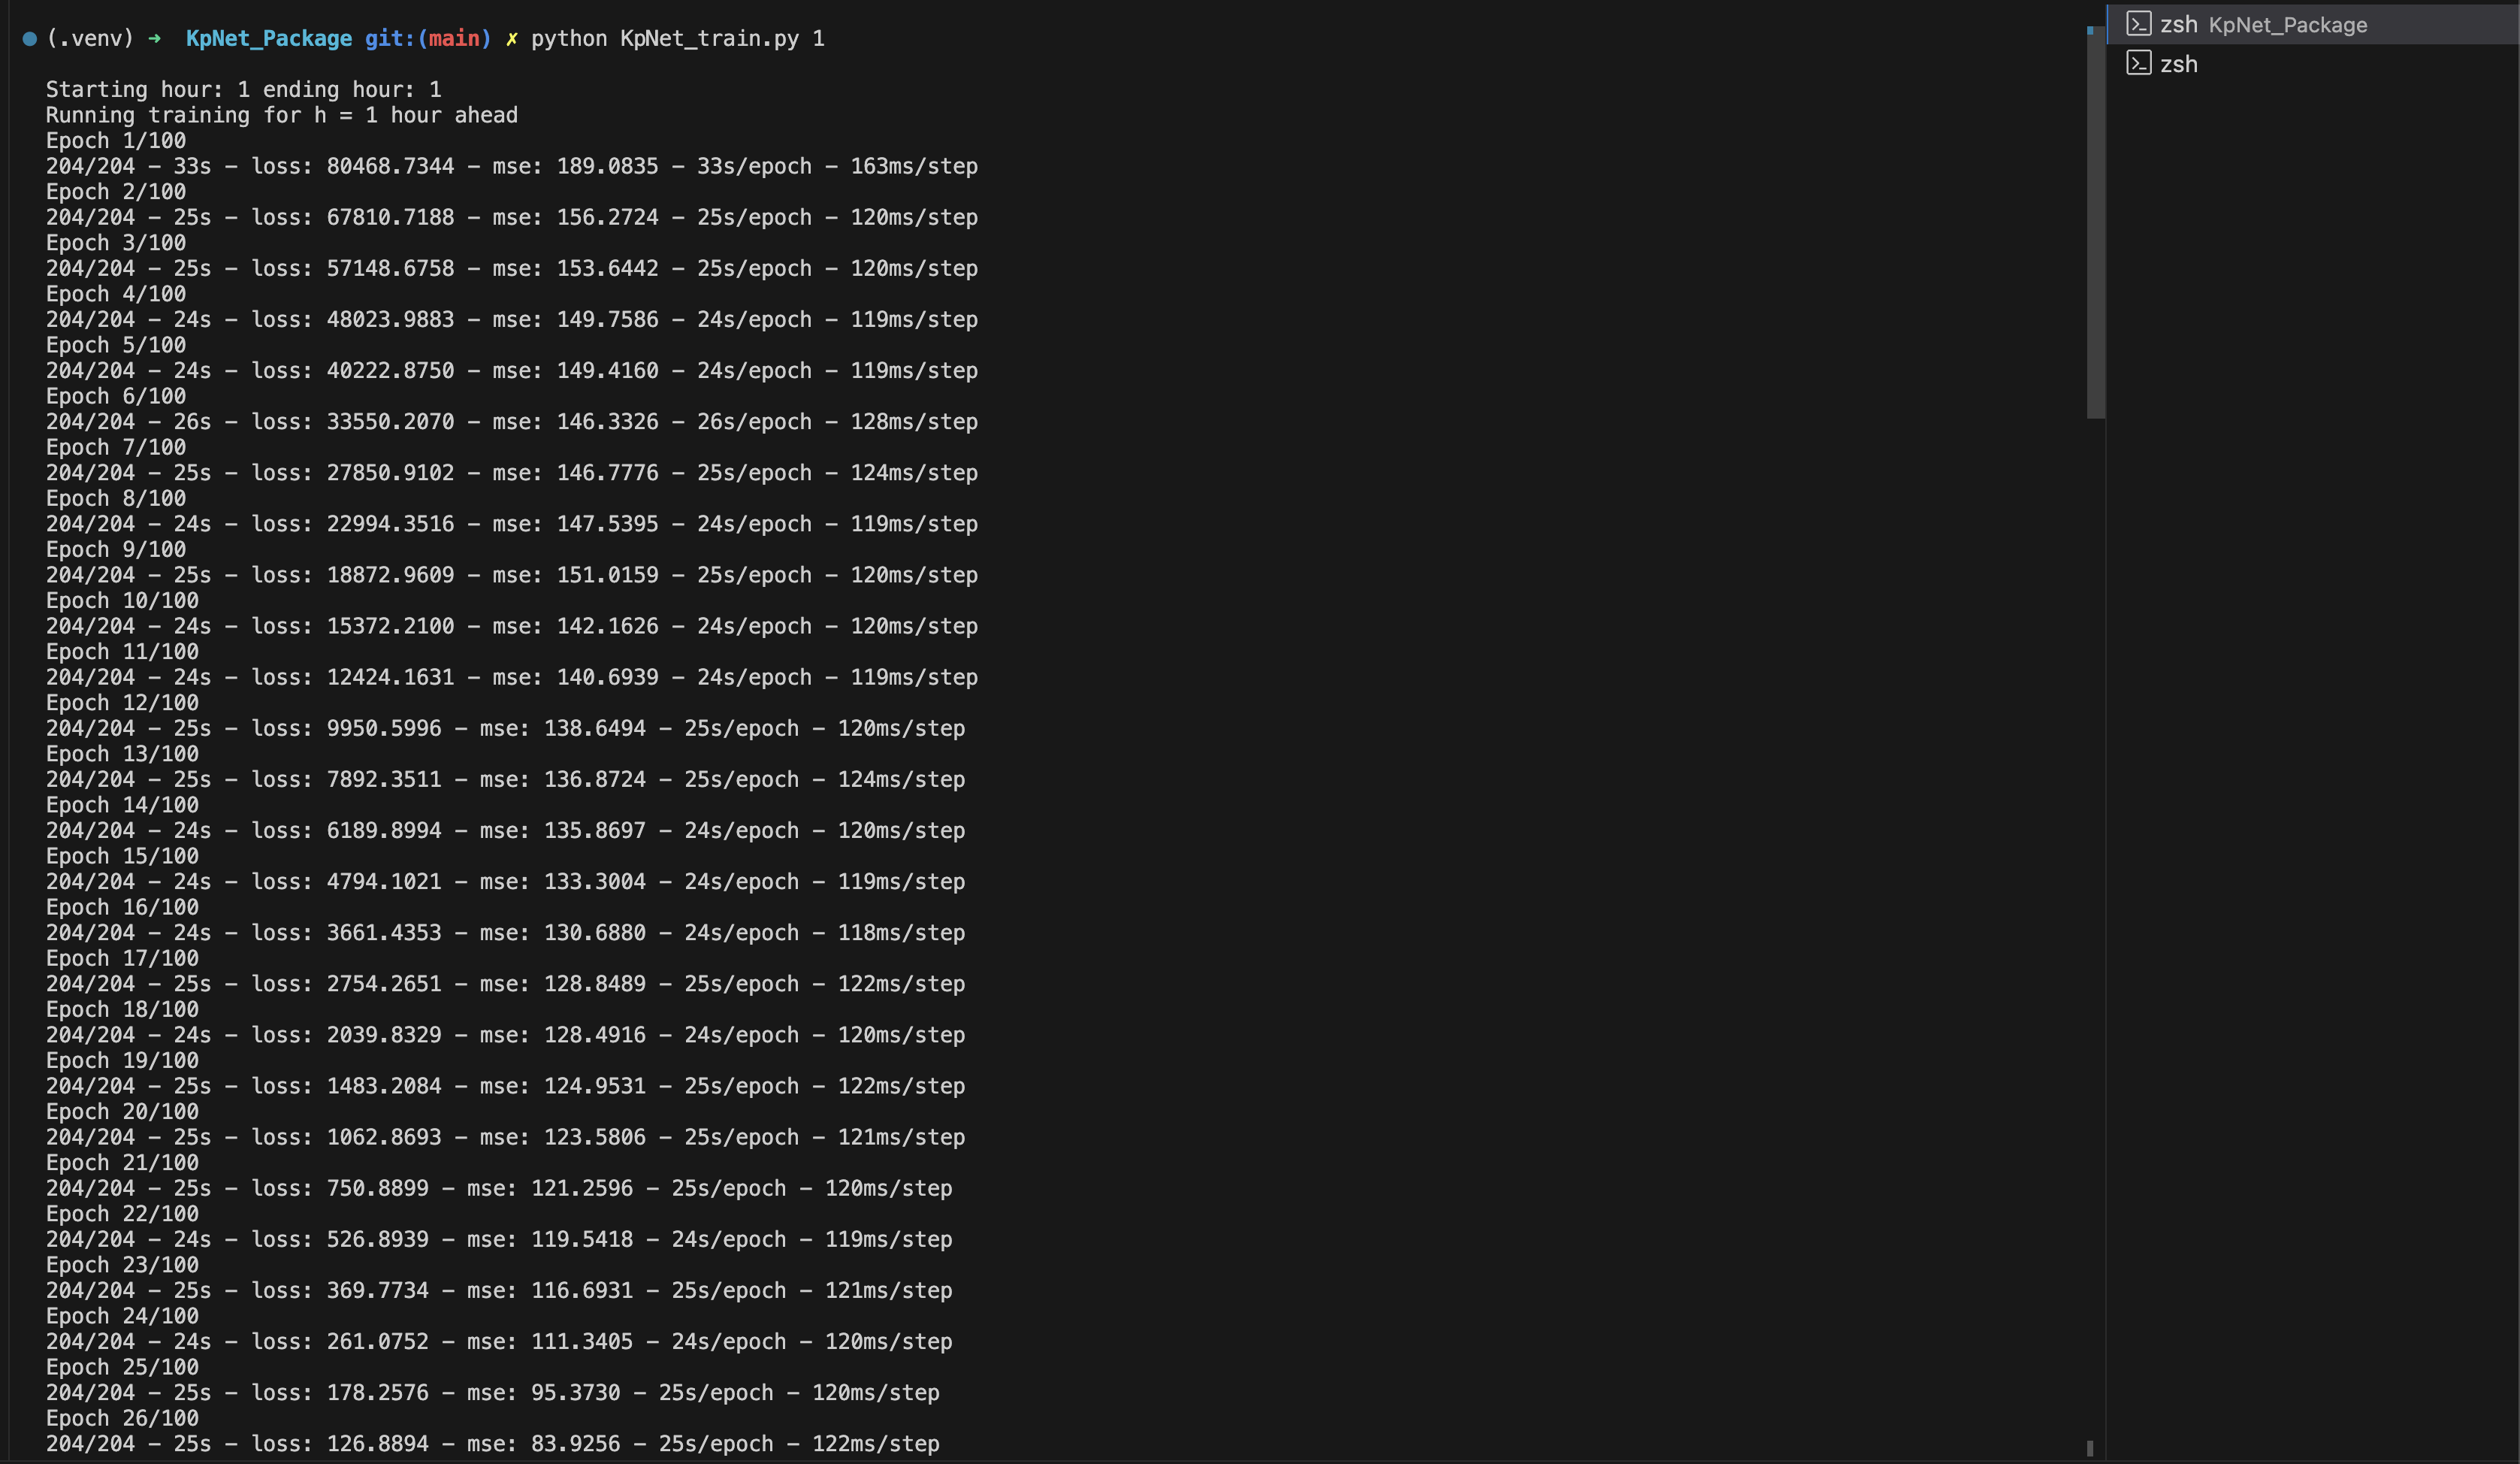 (.venv) ➜ KpNet_Package git:(main) ✗ python KpNet_train.py 1
Starting hour: 1 ending hour: 1
Running training for h = 1 hour ahead
Epoch 1/100
204/204 - 33s - loss: 80468.7344 - mse: 189.0835 - 33s/epoch - 163ms/step
Epoch 2/100
204/204 - 25s - loss: 67810.7188 - mse: 156.2724 - 25s/epoch - 120ms/step
Epoch 3/100
204/204 - 25s - loss: 57148.6758 - mse: 153.6442 - 25s/epoch - 120ms/step
Epoch 4/100
204/204 - 24s - loss: 48023.9883 - mse: 149.7586 - 24s/epoch - 119ms/step
Epoch 5/100
204/204 - 24s - loss: 40222.8750 - mse: 149.4160 - 24s/epoch - 119ms/step
Epoch 6/100
204/204 - 26s - loss: 33550.2070 - mse: 146.3326 - 26s/epoch - 128ms/step
Epoch 7/100
204/204 - 25s - loss: 27850.9102 - mse: 146.7776 - 25s/epoch - 124ms/step
Epoch 8/100
204/204 - 24s - loss: 22994.3516 - mse: 147.5395 - 24s/epoch - 119ms/step
Epoch 9/100
204/204 - 25s - loss: 18872.9609 - mse: 151.0159 - 25s/epoch - 120ms/step
Epoch 10/100
204/204 - 24s - loss: 15372.2100 - mse: 142.1626 - 24s/epoch - 120ms/step
Epoch 11/100
204/204 - 24s - loss: 12424.1631 - mse: 140.6939 - 24s/epoch - 119ms/step
Epoch 12/100
204/204 - 25s - loss: 9950.5996 - mse: 138.6494 - 25s/epoch - 120ms/step
Epoch 13/100
204/204 - 25s - loss: 7892.3511 - mse: 136.8724 - 25s/epoch - 124ms/step
Epoch 14/100
204/204 - 24s - loss: 6189.8994 - mse: 135.8697 - 24s/epoch - 120ms/step
Epoch 15/100
204/204 - 24s - loss: 4794.1021 - mse: 133.3004 - 24s/epoch - 119ms/step
Epoch 16/100
204/204 - 24s - loss: 3661.4353 - mse: 130.6880 - 24s/epoch - 118ms/step
Epoch 17/100
204/204 - 25s - loss: 2754.2651 - mse: 128.8489 - 25s/epoch - 122ms/step
Epoch 18/100
204/204 - 24s - loss: 2039.8329 - mse: 128.4916 - 24s/epoch - 120ms/step
Epoch 19/100
204/204 - 25s - loss: 1483.2084 - mse: 124.9531 - 25s/epoch - 122ms/step
Epoch 20/100
204/204 - 25s - loss: 1062.8693 - mse: 123.5806 - 25s/epoch - 121ms/step
Epoch 21/100
204/204 - 25s - loss: 750.8899 - mse: 121.2596 - 25s/epoch - 120ms/step
Epoch 22/100
204/204 - 24s - loss: 526.8939 - mse: 119.5418 - 24s/epoch - 119ms/step
Epoch 23/100
204/204 - 25s - loss: 369.7734 - mse: 116.6931 - 25s/epoch - 121ms/step
Epoch 24/100
204/204 - 24s - loss: 261.0752 - mse: 111.3405 - 24s/epoch - 120ms/step
Epoch 25/100
204/204 - 25s - loss: 178.2576 - mse: 95.3730 - 25s/epoch - 120ms/step
Epoch 26/100
204/204 - 25s - loss: 126.8894 - mse: 83.9256 - 25s/epoch - 122ms/step
zsh KpNet_Package
zsh